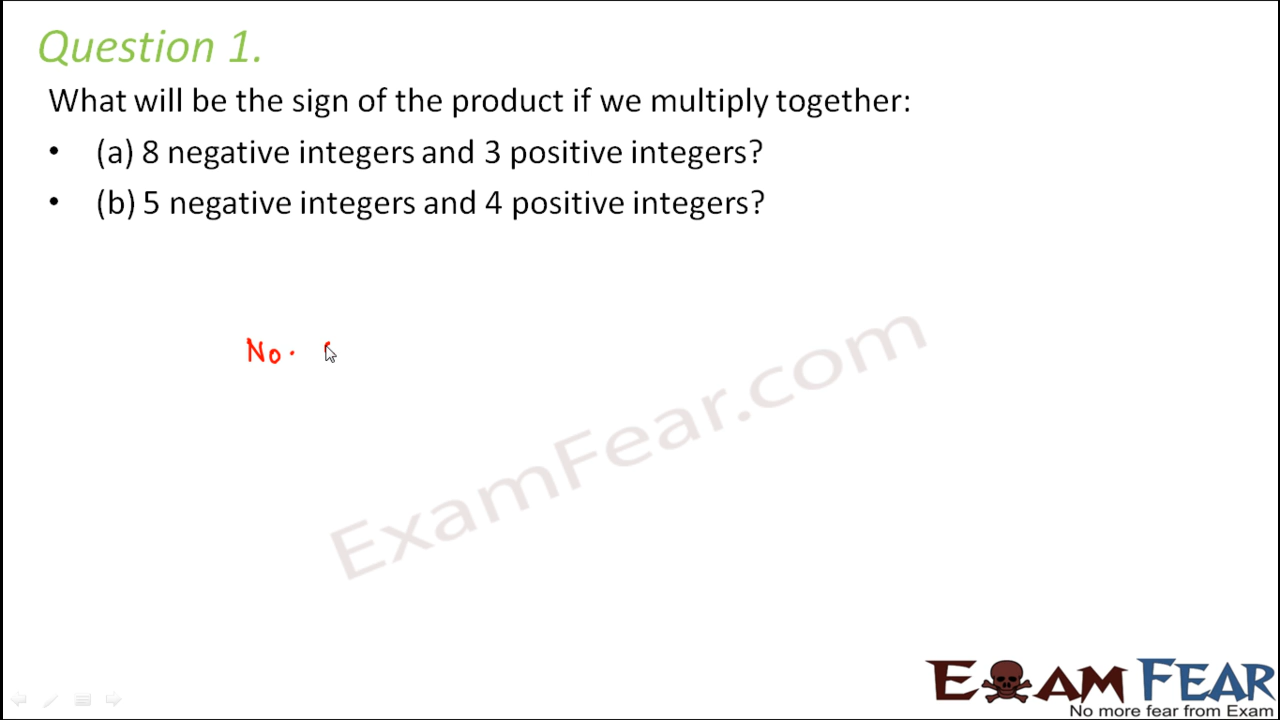 Question 1.
What will be the sign of the product if we multiply together:
• (a) 8 negative integers and 3 positive integers?
• (b) 5 negative integers and 4 positive integers?
No.
ExamFear.com
EXAM FEAR
No more fear from Exam